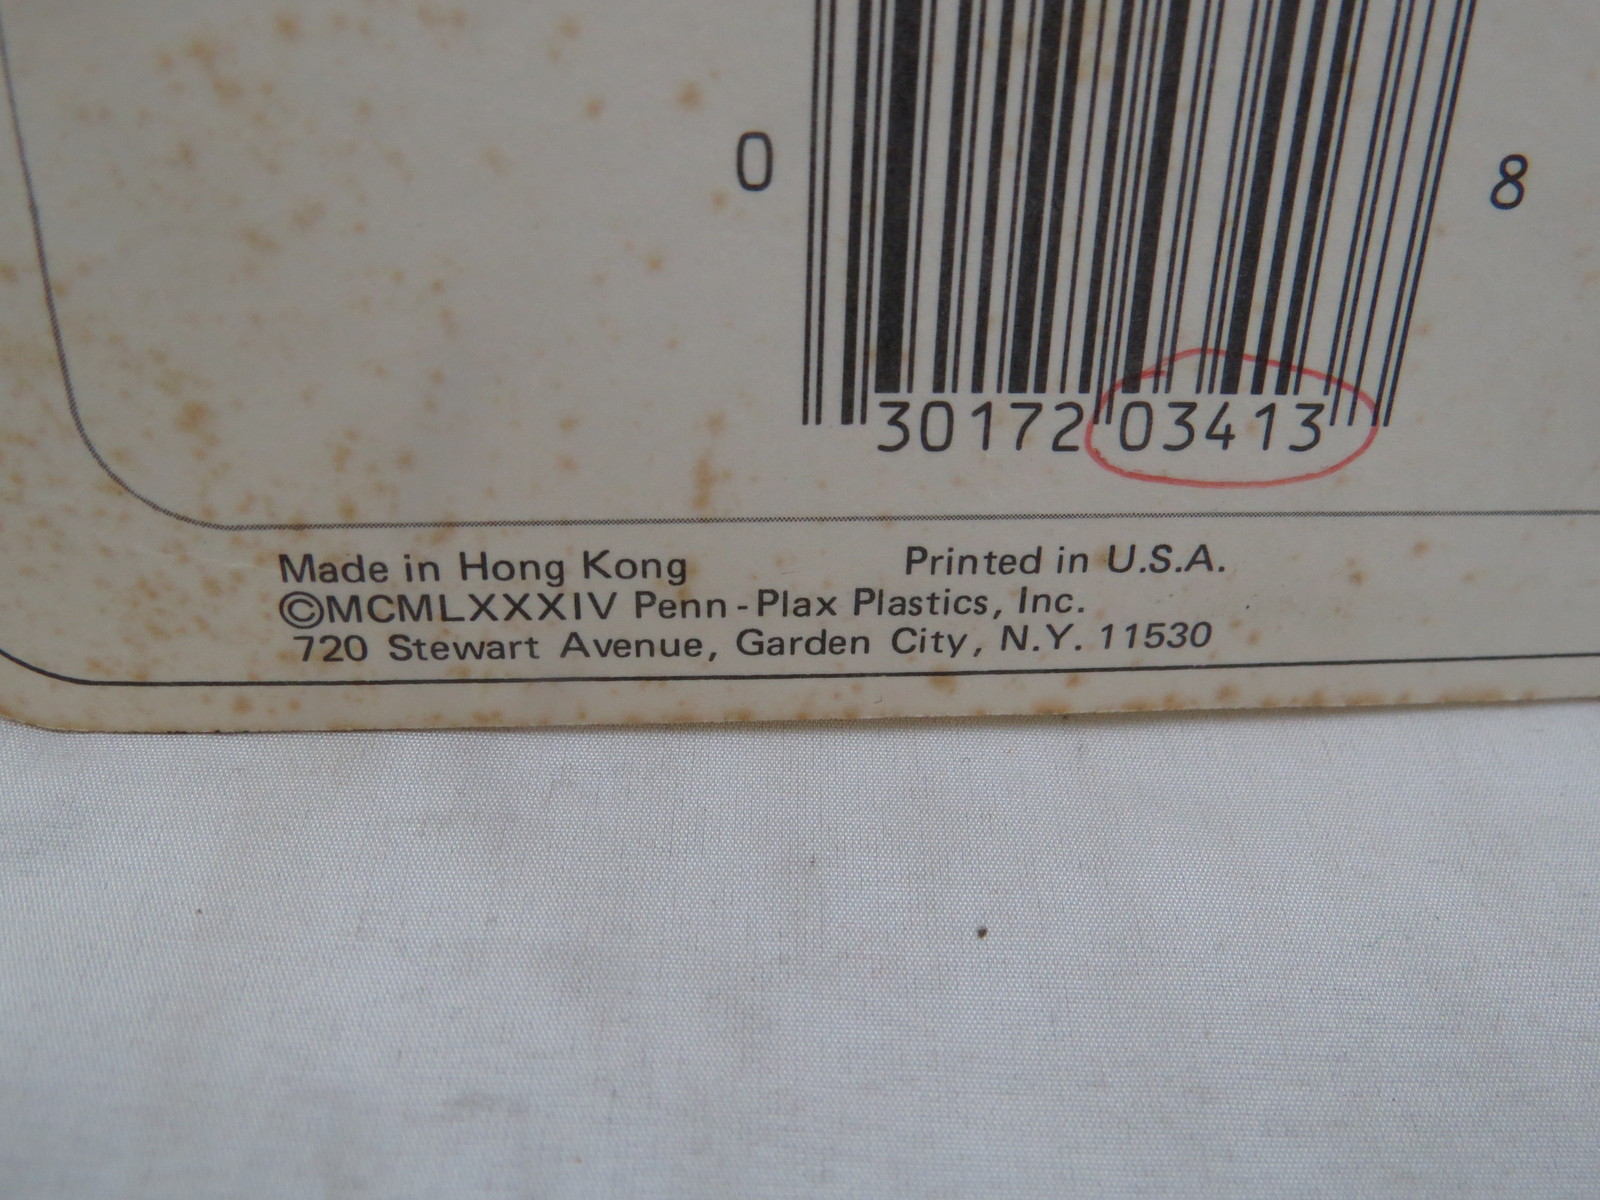 0 30172 03413 8
Made in Hong Kong Printed in U.S.A.
©MCMLXXXIV Penn-Plax Plastics, Inc.
720 Stewart Avenue, Garden City, N.Y. 11530